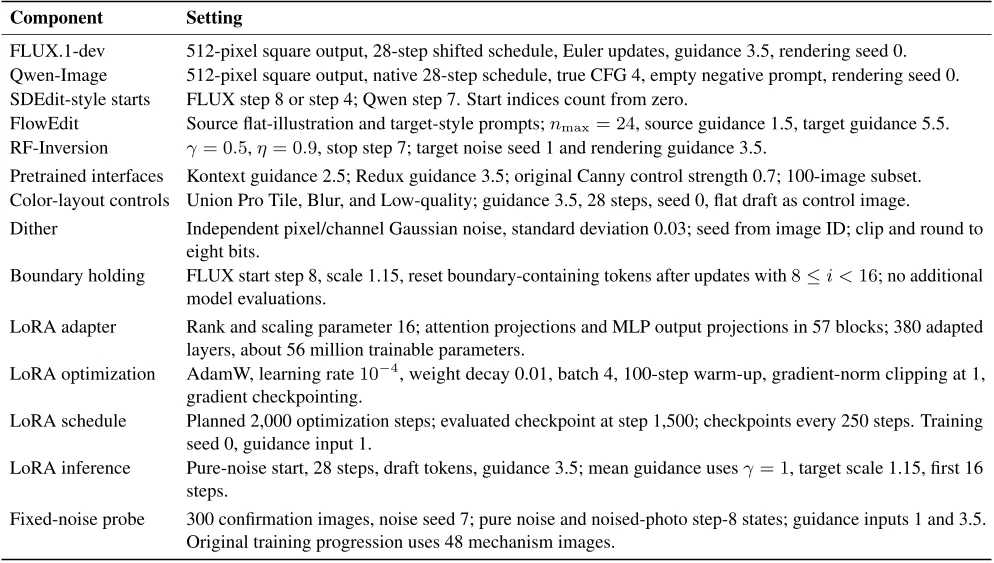 Component Setting
FLUX.1-dev 512-pixel square output, 28-step shifted schedule, Euler updates, guidance 3.5, rendering seed 0.
Qwen-Image 512-pixel square output, native 28-step schedule, true CFG 4, empty negative prompt, rendering seed 0.
SDEdit-style starts FLUX step 8 or step 4; Qwen step 7. Start indices count from zero.
FlowEdit Source flat-illustration and target-style prompts; n_max = 24, source guidance 1.5, target guidance 5.5.
RF-Inversion γ = 0.5, η = 0.9, stop step 7; target noise seed 1 and rendering guidance 3.5.
Pretrained interfaces Kontext guidance 2.5; Redux guidance 3.5; original Canny control strength 0.7; 100-image subset.
Color-layout controls Union Pro Tile, Blur, and Low-quality; guidance 3.5, 28 steps, seed 0, flat draft as control image.
Dither Independent pixel/channel Gaussian noise, standard deviation 0.03; seed from image ID; clip and round to
eight bits.
Boundary holding FLUX start step 8, scale 1.15, reset boundary-containing tokens after updates with 8 ≤ i < 16; no additional
model evaluations.
LoRA adapter Rank and scaling parameter 16; attention projections and MLP output projections in 57 blocks; 380 adapted
layers, about 56 million trainable parameters.
LoRA optimization AdamW, learning rate 10⁻⁴, weight decay 0.01, batch 4, 100-step warm-up, gradient-norm clipping at 1,
gradient checkpointing.
LoRA schedule Planned 2,000 optimization steps; evaluated checkpoint at step 1,500; checkpoints every 250 steps. Training
seed 0, guidance input 1.
LoRA inference Pure-noise start, 28 steps, draft tokens, guidance 3.5; mean guidance uses γ = 1, target scale 1.15, first 16
steps.
Fixed-noise probe 300 confirmation images, noise seed 7; pure noise and noised-photo step-8 states; guidance inputs 1 and 3.5.
Original training progression uses 48 mechanism images.